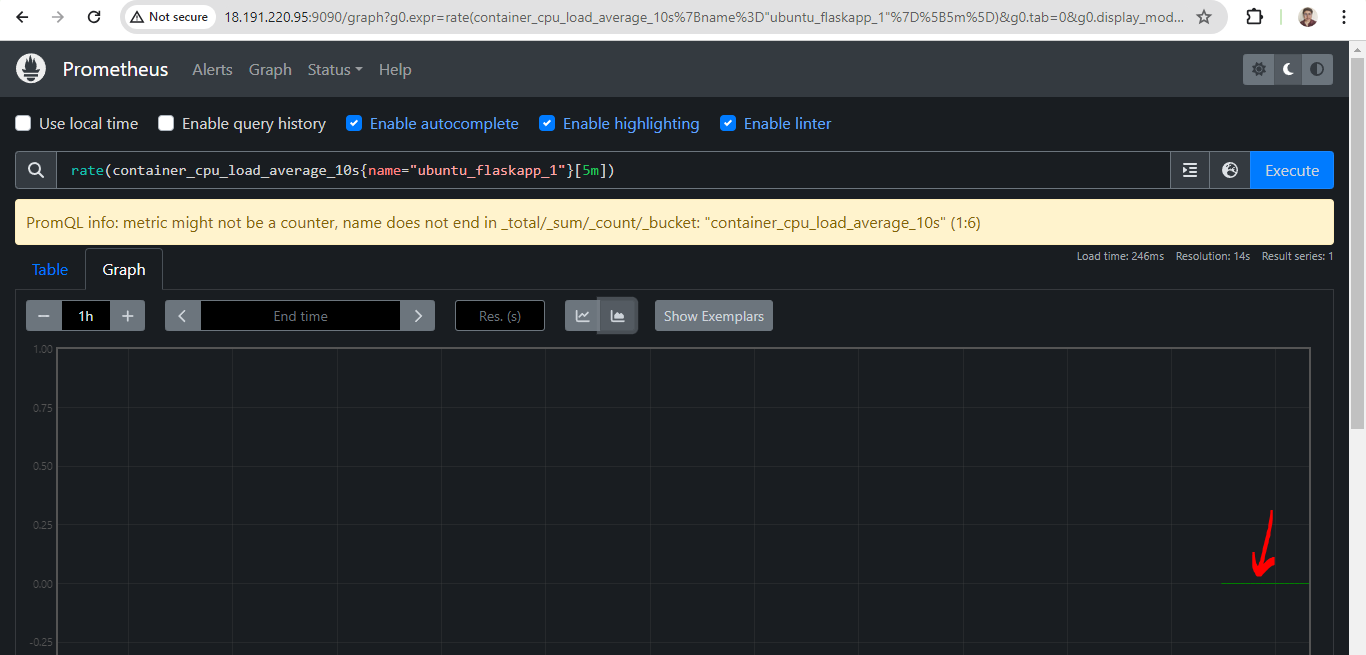 Not secure 18.191.220.95:9090/graph?g0.expr=rate(container_cpu_load_average_10s%7Bname%3D"ubuntu_flaskapp_1"%7D%5B5m%5D)&g0.tab=0&g0.display_mod...
Prometheus Alerts Graph Status Help
Use local time Enable query history Enable autocomplete Enable highlighting Enable linter
rate(container_cpu_load_average_10s{name="ubuntu_flaskapp_1"}[5m]) Execute
PromQL info: metric might not be a counter, name does not end in _total/_sum/_count/_bucket: "container_cpu_load_average_10s" (1:6)
Load time: 246ms Resolution: 14s Result series: 1
Table Graph
− 1h + End time Res. (s) Show Exemplars
1.00
0.75
0.50
0.25
0.00
-0.25